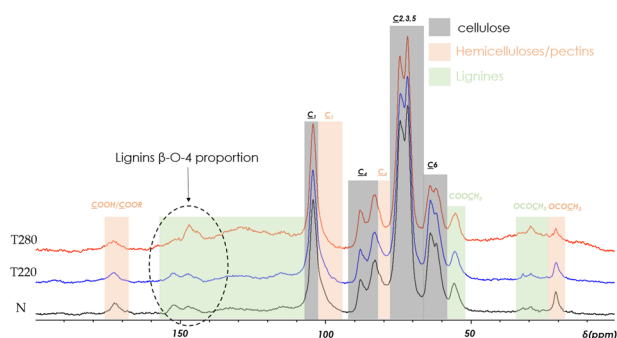 C2,3,5
cellulose
Hemicelluloses/pectins
Lignines
C1 C1
Lignins β-O-4 proportion
C4 C4 C6
COOH/COOR
COOCH3
OCOCH3 OCOCH3
T280
T220
N
150
100
50
δ(ppm)